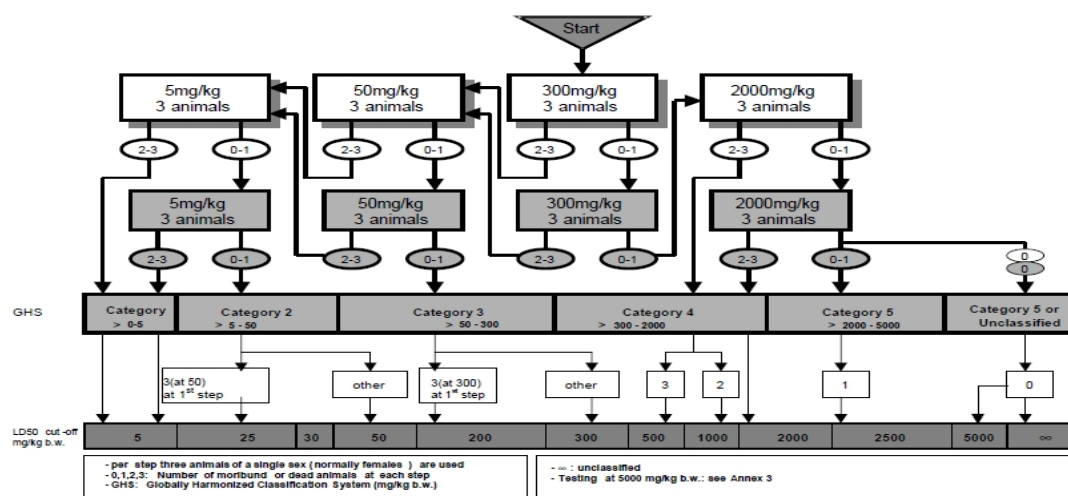 Start
5mg/kg
3 animals
50mg/kg
3 animals
300mg/kg
3 animals
2000mg/kg
3 animals
2-3 0-1 2-3 0-1 2-3 0-1 2-3 0-1
5mg/kg
3 animals
50mg/kg
3 animals
300mg/kg
3 animals
2000mg/kg
3 animals
2-3 0-1 2-3 0-1 2-3 0-1 2-3 0-1
0
0
GHS
Category
> 0-5
Category 2
> 5 - 50
Category 3
> 50 - 300
Category 4
> 300 - 2000
Category 5
> 2000 - 5000
Category 5 or
Unclassified
3(at 50)
at 1st step
other
3(at 300)
at 1st step
other
3
2
1
0
LD50 cut -off
mg/kg b.w.
5 25 30 50 200 300 500 1000 2000 2500 5000 ∞
- per step three animals of a single sex ( normally females ) are used
- 0,1,2,3: Number of moribund or dead animals at each step
- GHS: Globally Harmonized Classification System (mg/kg b.w.)
- ∞ : unclassified
- Testing at 5000 mg/kg b.w.: see Annex 3